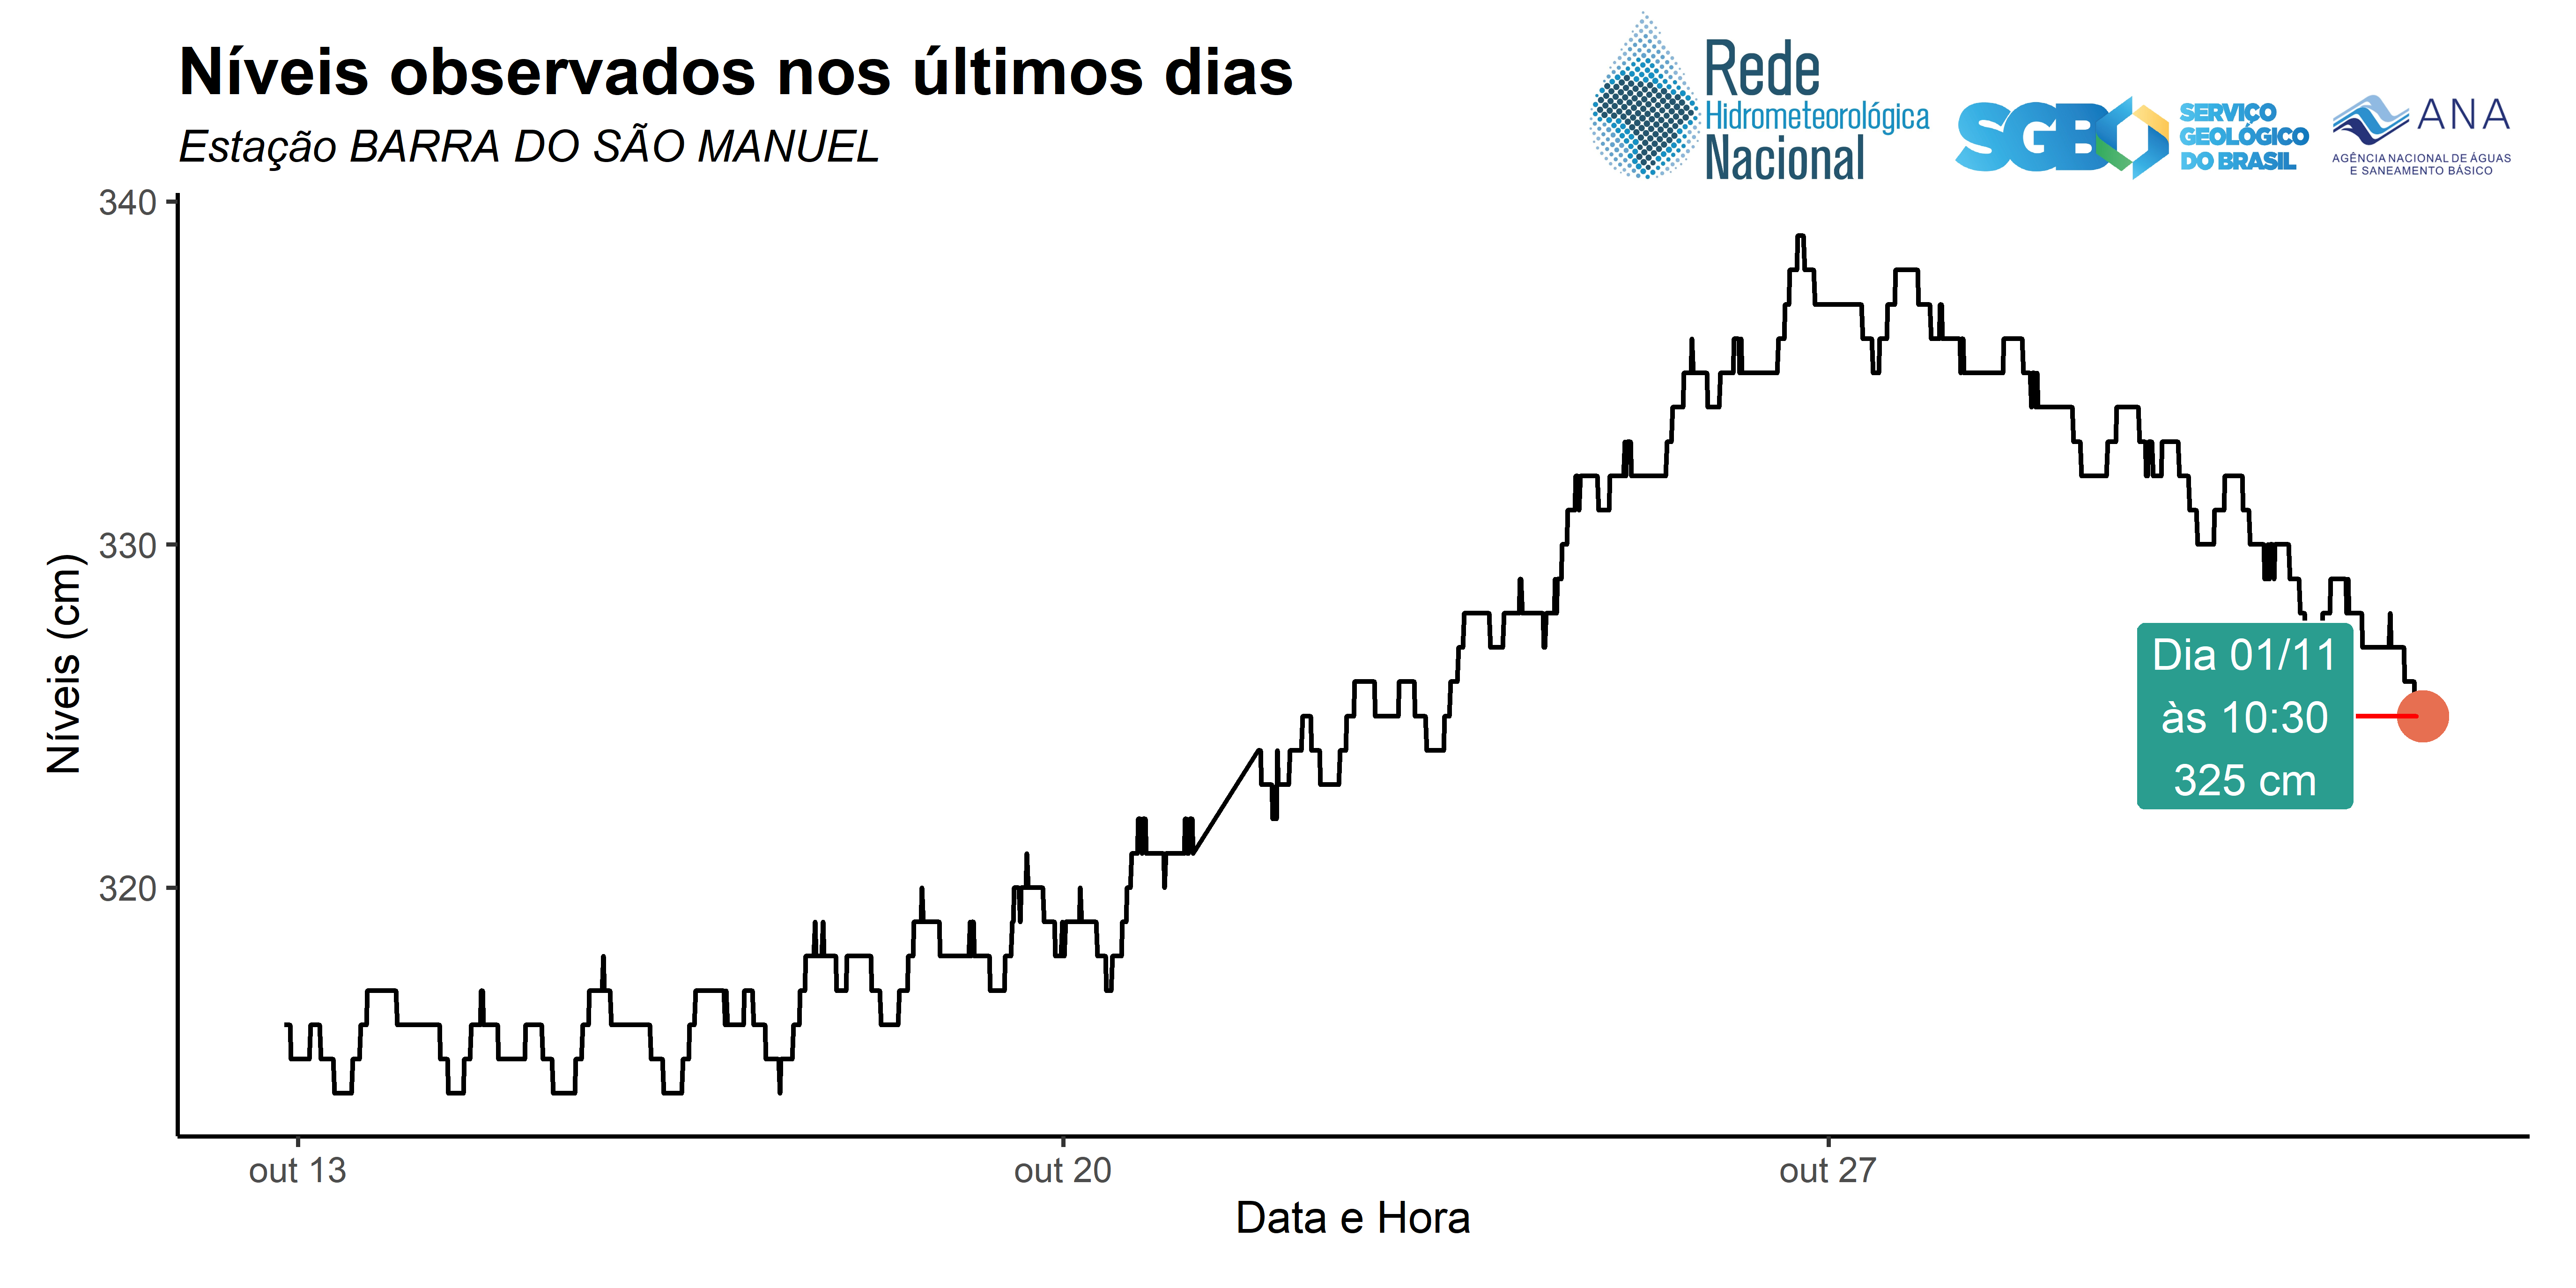 Níveis observados nos últimos dias
Estação BARRA DO SÃO MANUEL
Rede
Hidrometeorológica
Nacional
SGB
SERVIÇO
GEOLÓGICO
DO BRASIL
ANA
AGÊNCIA NACIONAL DE ÁGUAS
E SANEAMENTO BÁSICO
340
330
320
Níveis (cm)
Dia 01/11
às 10:30
325 cm
out 13
out 20
out 27
Data e Hora